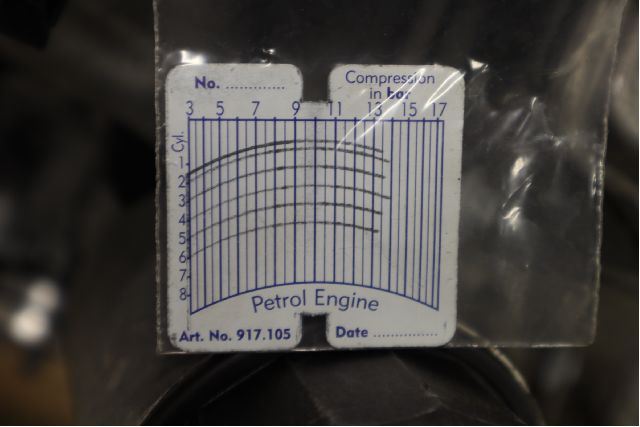 No. ..............
Compression
in bar
3 5 7 9 11 13 15 17
Cyl.
1
2
3
4
5
6
7
8
Petrol Engine
Art. No. 917.105
Date ...............